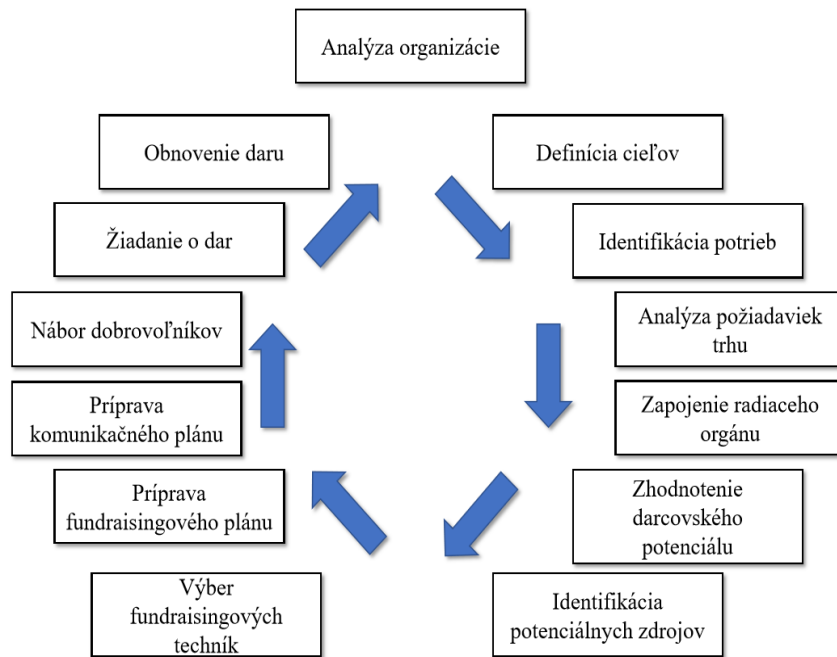 Analýza organizácie
Definícia cieľov
Identifikácia potrieb
Analýza požiadaviek
trhu
Zapojenie radiaceho
orgánu
Zhodnotenie
darcovského
potenciálu
Identifikácia
potenciálnych zdrojov
Výber
fundraisingových
techník
Príprava
fundraisingového plánu
Príprava
komunikačného plánu
Nábor dobrovoľníkov
Žiadanie o dar
Obnovenie daru